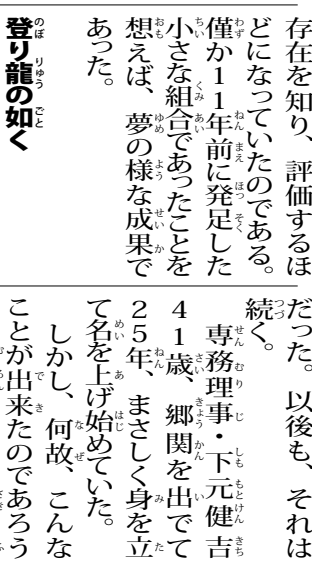 存在を知り、評価するほ
どになっていたのである。
僅か11年前に発足した
小さな組合であったことを
想えば、夢の様な成果で
あった。
登り龍の如く
だった。以後も、それは
続く。
専務理事・下元健吉
41歳、郷関を出でて
25年、まさしく身を立
て名を上げ始めていた。
しかし、何故、こんな
ことが出来たのであろう